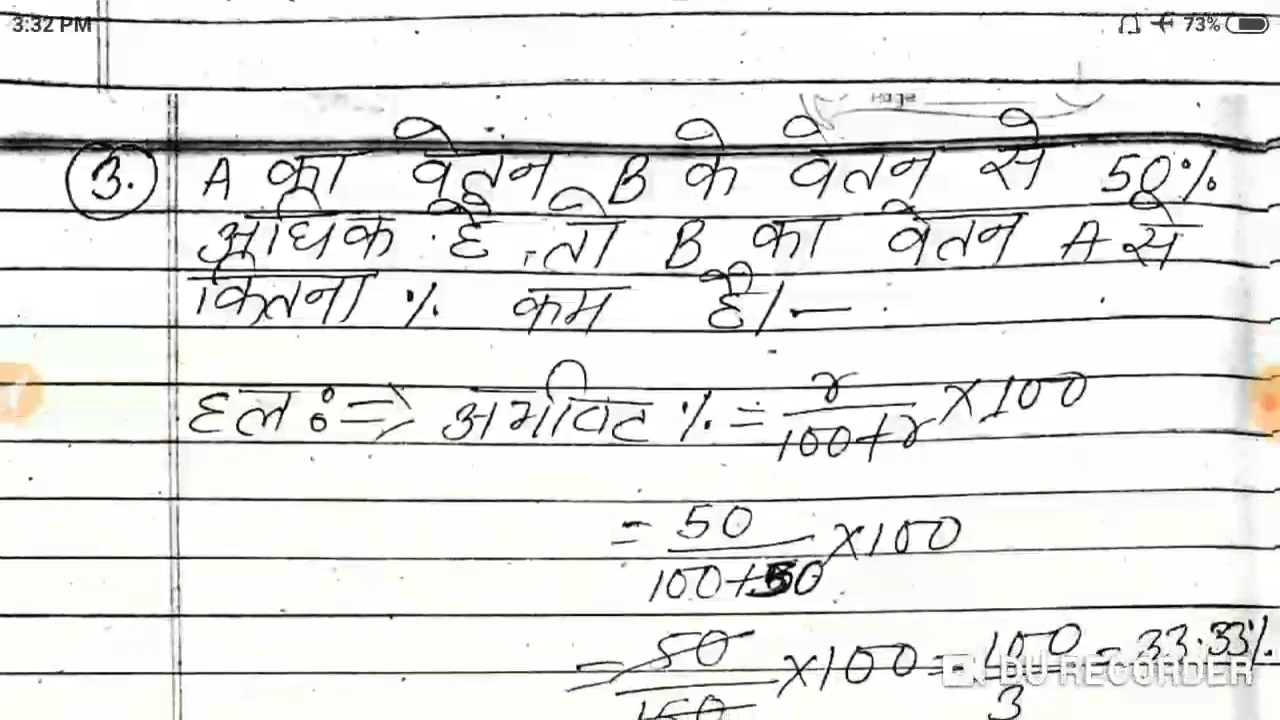 3:32 PM
73%
Page
3. A का वेतन B के वेतन से 50%
अधिक है, तो B का वेतन A से
कितना % कम है।-
हलः => अभीष्ट % = r/100+r ×100
= 50/100+50 ×100
= 50/150 ×100 = 100/3 = 33.33%
DU RECORDER